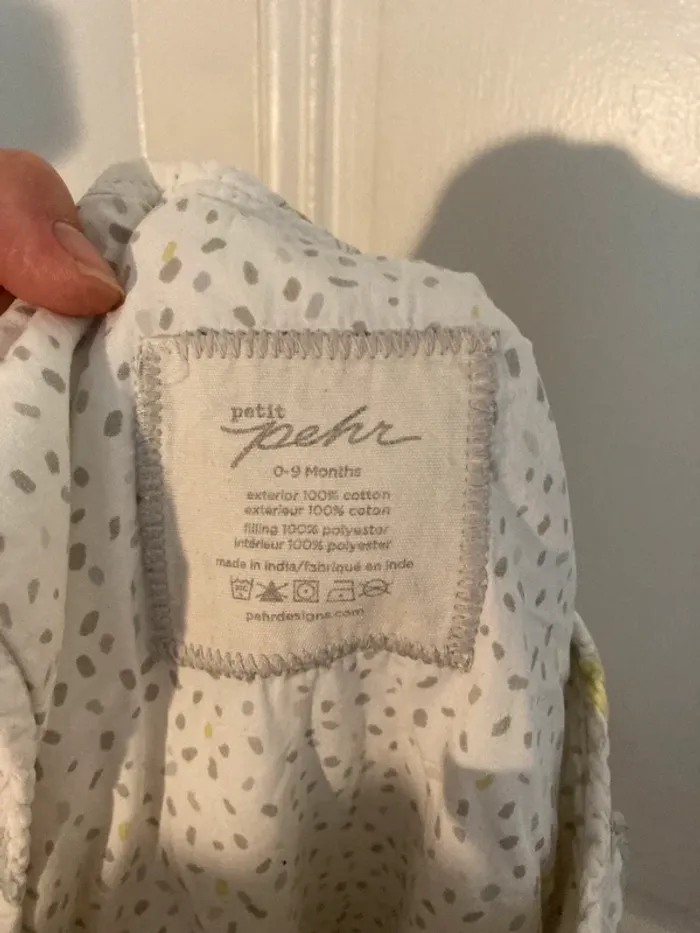 petit
pehr
0-9 Months
exterior 100% cotton
extérieur 100% coton
filling 100% polyester
intérieur 100% polyester
made in india/fabriqué en inde
30C
pehrdesigns.com